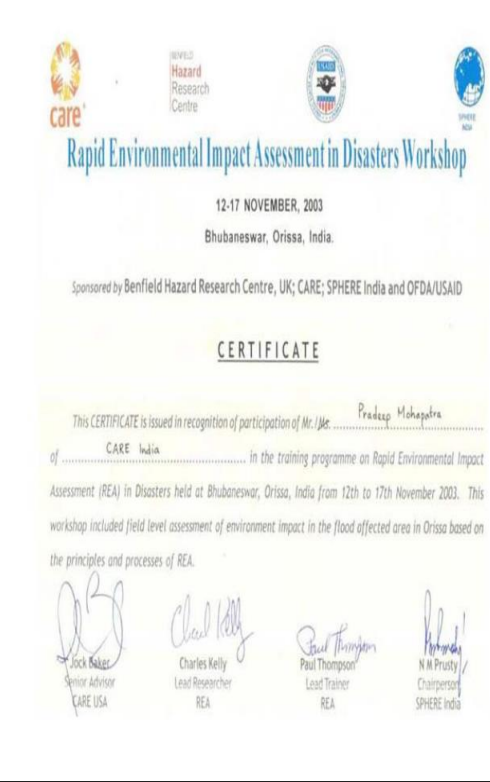 care
BENFIELD
Hazard
Research
Centre
USAID
SPHERE
INDIA
Rapid Environmental Impact Assessment in Disasters Workshop
12-17 NOVEMBER, 2003
Bhubaneswar, Orissa, India.
Sponsored by Benfield Hazard Research Centre, UK; CARE; SPHERE India and OFDA/USAID
CERTIFICATE
This CERTIFICATE is issued in recognition of participation of Mr./Ms. Pradeep Mohapatra
of CARE India in the training programme on Rapid Environmental Impact
Assessment (REA) in Disasters held at Bhubaneswar, Orissa, India from 12th to 17th November 2003. This
workshop included field level assessment of environment impact in the flood affected area in Orissa based on
the principles and processes of REA.
Charles Kelly
Paul Thompson
Jock Baker
Charles Kelly
Paul Thompson
N M Prusty
Senior Advisor
Lead Researcher
Lead Trainer
Chairperson
CARE USA
REA
REA
SPHERE India